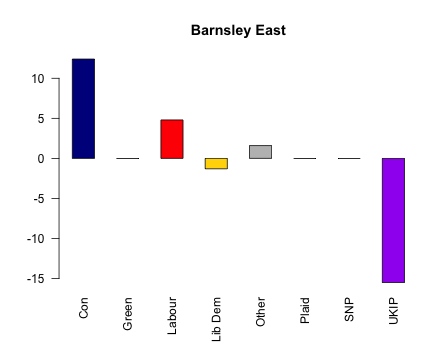 Barnsley East
10
5
0
-5
-10
-15
Con
Green
Labour
Lib Dem
Other
Plaid
SNP
UKIP